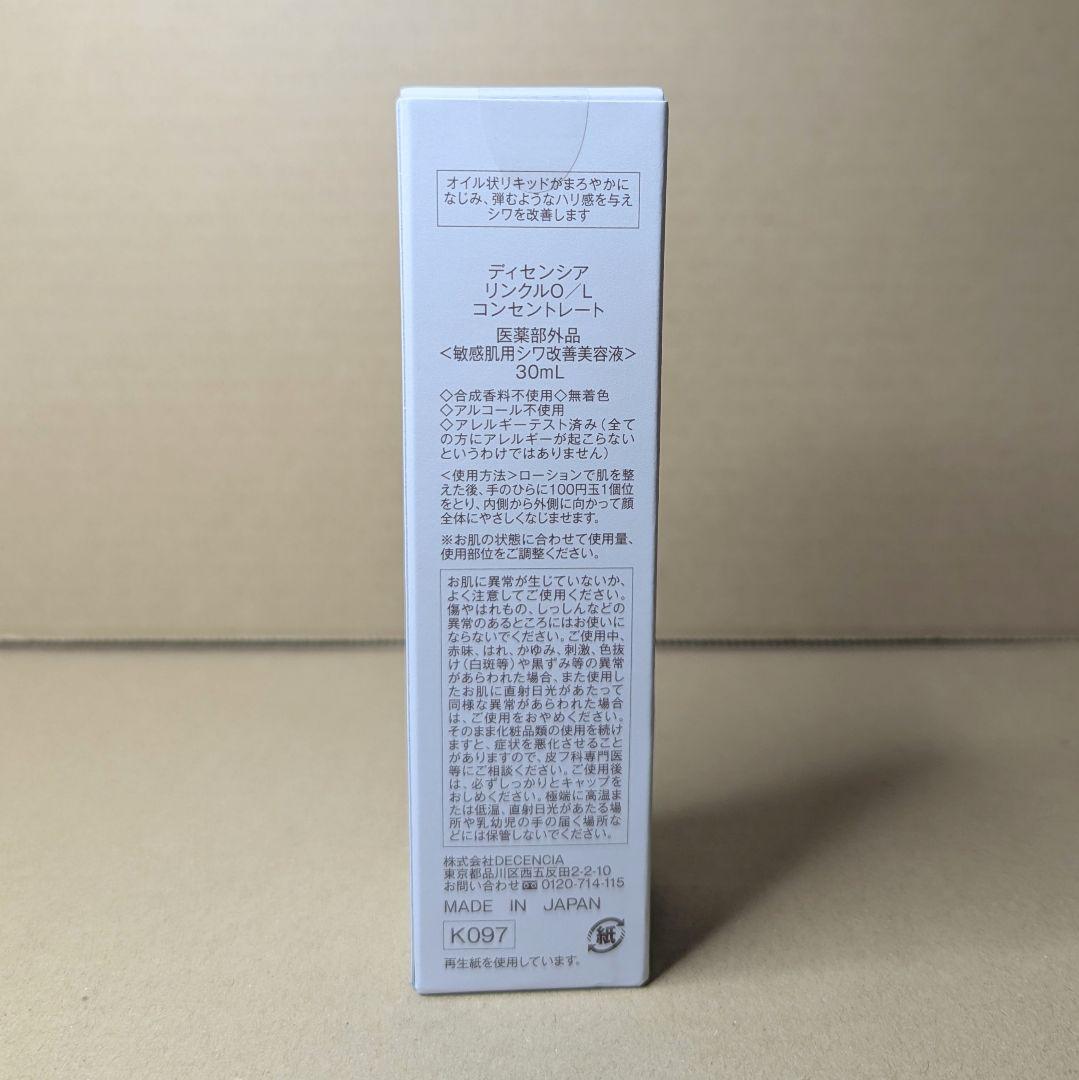 オイル状リキッドがまろやかに
なじみ、弾むようなハリ感を与え
シワを改善します
ディセンシア
リンクルO／L
コンセントレート
医薬部外品
＜敏感肌用シワ改善美容液＞
30mL
◇合成香料不使用◇無着色
◇アルコール不使用
◇アレルギーテスト済み（全て
の方にアレルギーが起こらない
というわけではありません）
＜使用方法＞ローションで肌を整
えた後、手のひらに100円玉1個位
をとり、内側から外側に向かって顔
全体にやさしくなじませます。
※お肌の状態に合わせて使用量、
使用部位をご調整ください。
お肌に異常が生じていないか、
よく注意してご使用ください。
傷やはれもの、しっしんなどの
異常のあるところにはお使いに
ならないでください。ご使用中、
赤味、はれ、かゆみ、刺激、色抜
け（白斑等）や黒ずみ等の異常
があらわれた場合、また使用し
たお肌に直射日光があたって
同様な異常があらわれた場合
は、ご使用をおやめください。
そのまま化粧品類の使用を続け
ますと、症状を悪化させること
がありますので、皮フ科専門医
等にご相談ください。ご使用後
は、必ずしっかりとキャップを
おしめください。極端に高温ま
たは低温、直射日光があたる場
所や乳幼児の手の届く場所な
どには保管しないでください。
株式会社DECENCIA
東京都品川区西五反田2-2-10
お問い合わせ 0120-714-115
MADE IN JAPAN
K097
紙
再生紙を使用しています。